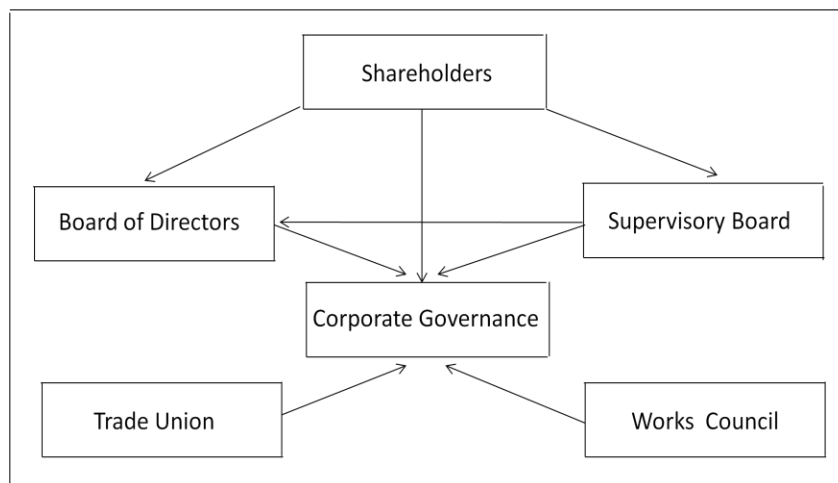 Shareholders
Board of Directors
Supervisory Board
Corporate Governance
Trade Union
Works Council